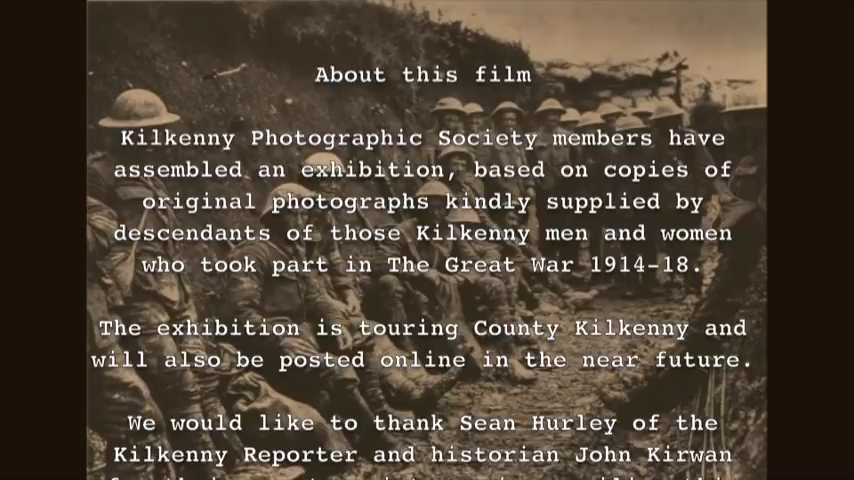 About this film
Kilkenny Photographic Society members have
assembled an exhibition, based on copies of
original photographs kindly supplied by
descendants of those Kilkenny men and women
who took part in The Great War 1914-18.
The exhibition is touring County Kilkenny and
will also be posted online in the near future.
We would like to thank Sean Hurley of the
Kilkenny Reporter and historian John Kirwan